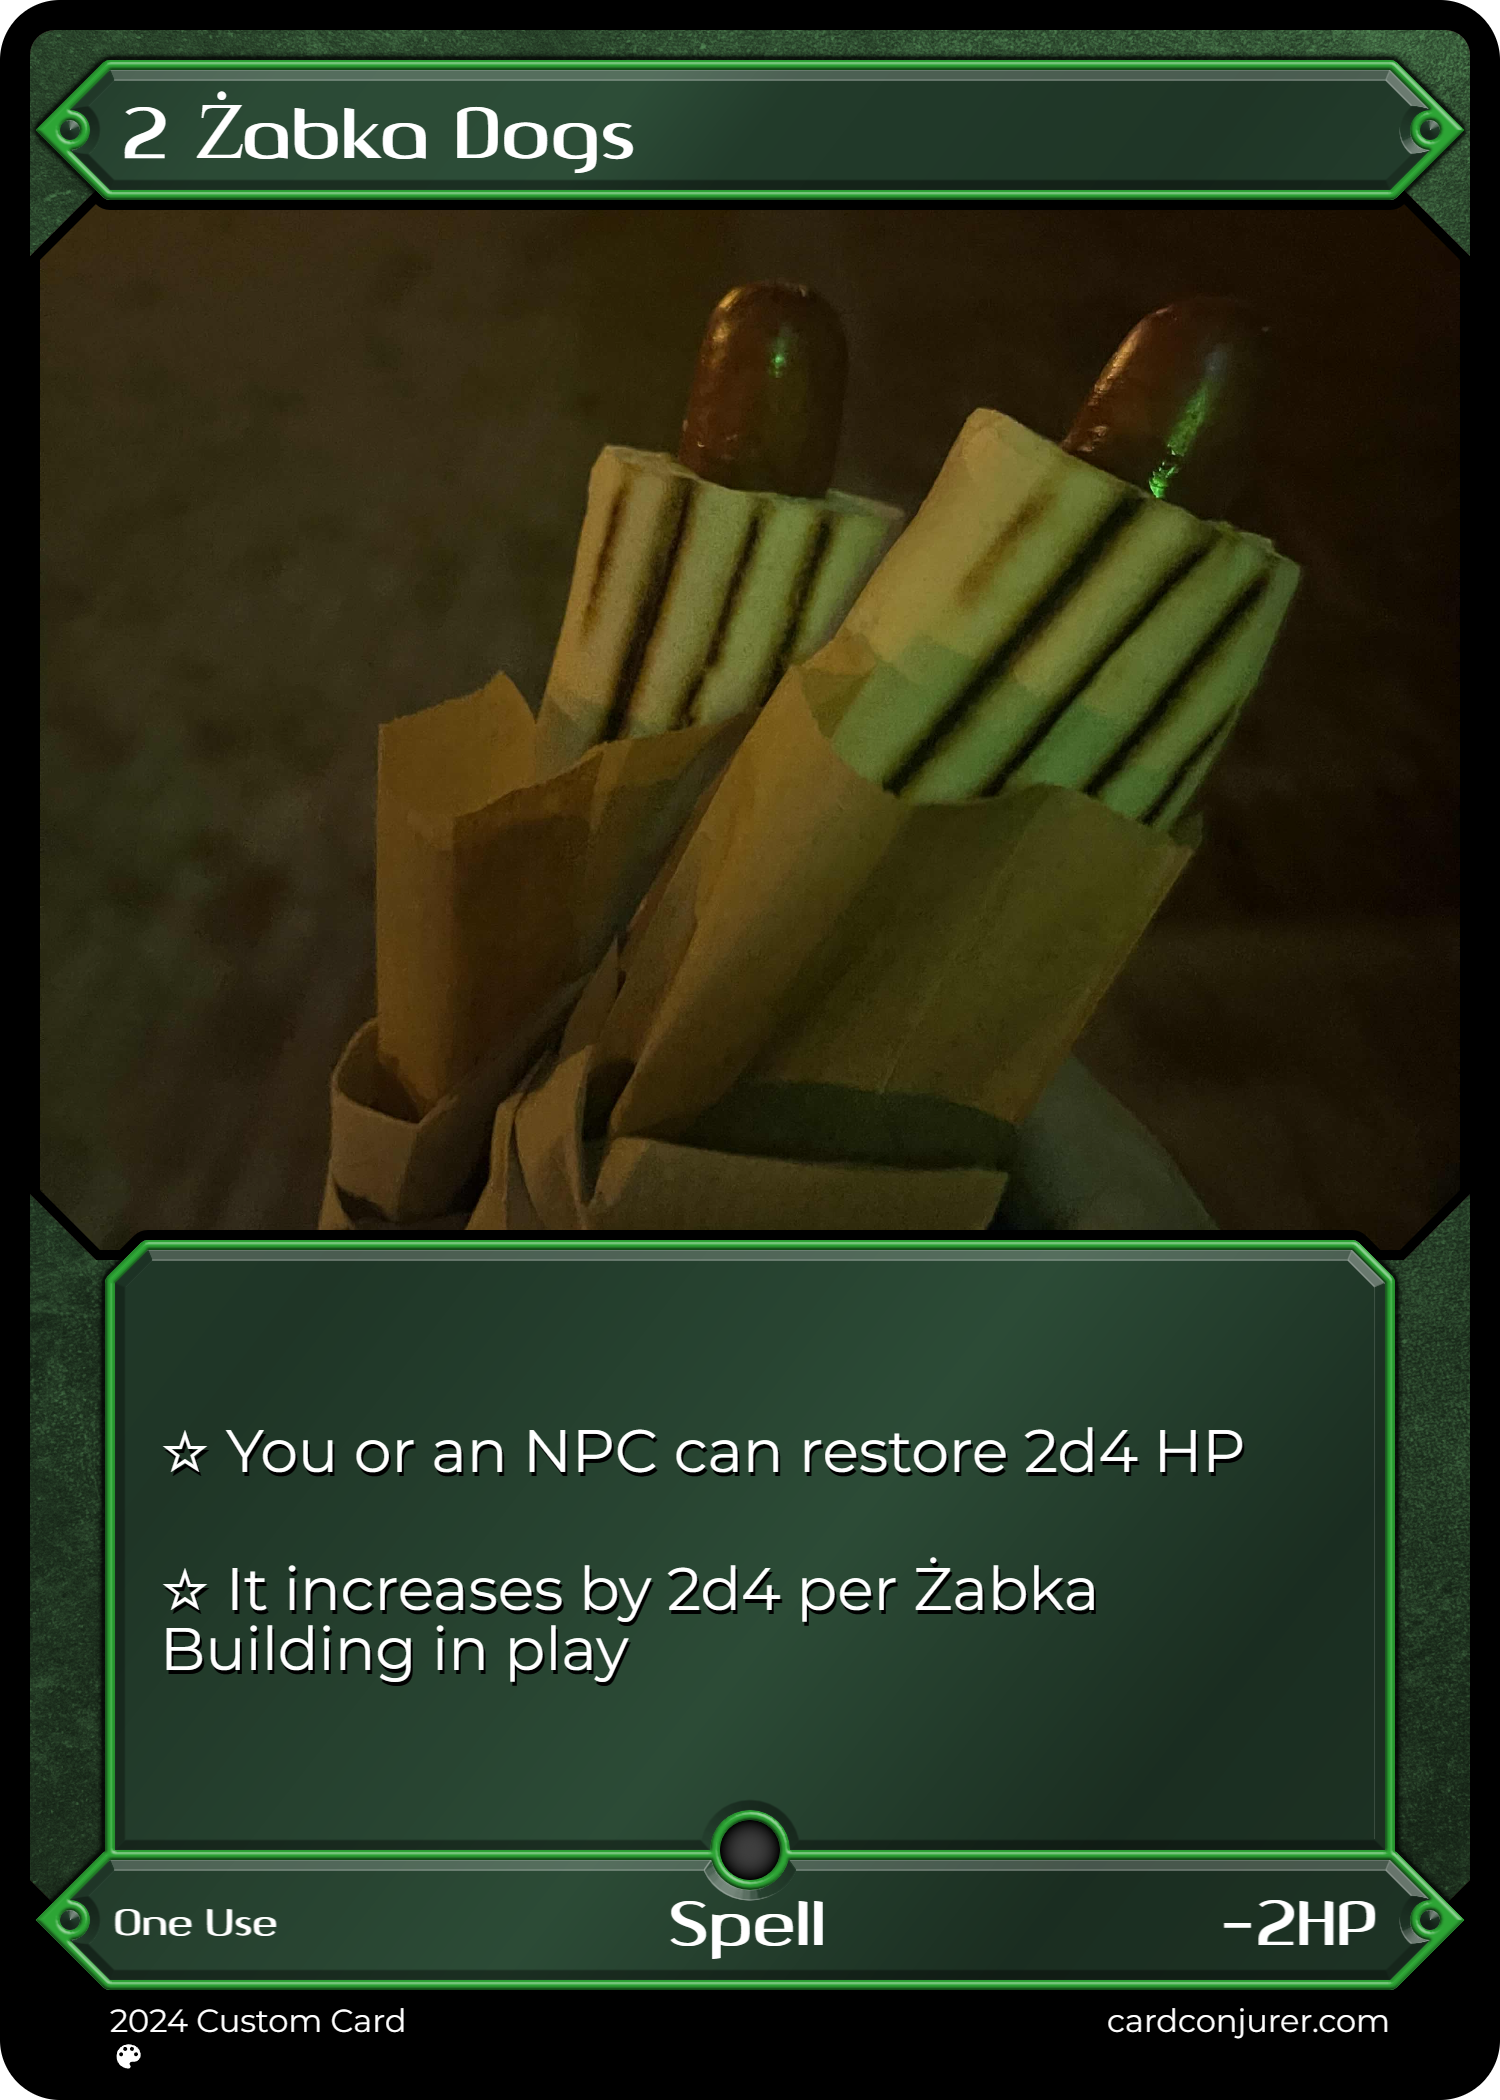 2 Żabka Dogs
☆ You or an NPC can restore 2d4 HP
☆ It increases by 2d4 per Żabka
Building in play
One Use
Spell
-2HP
2024 Custom Card
cardconjurer.com